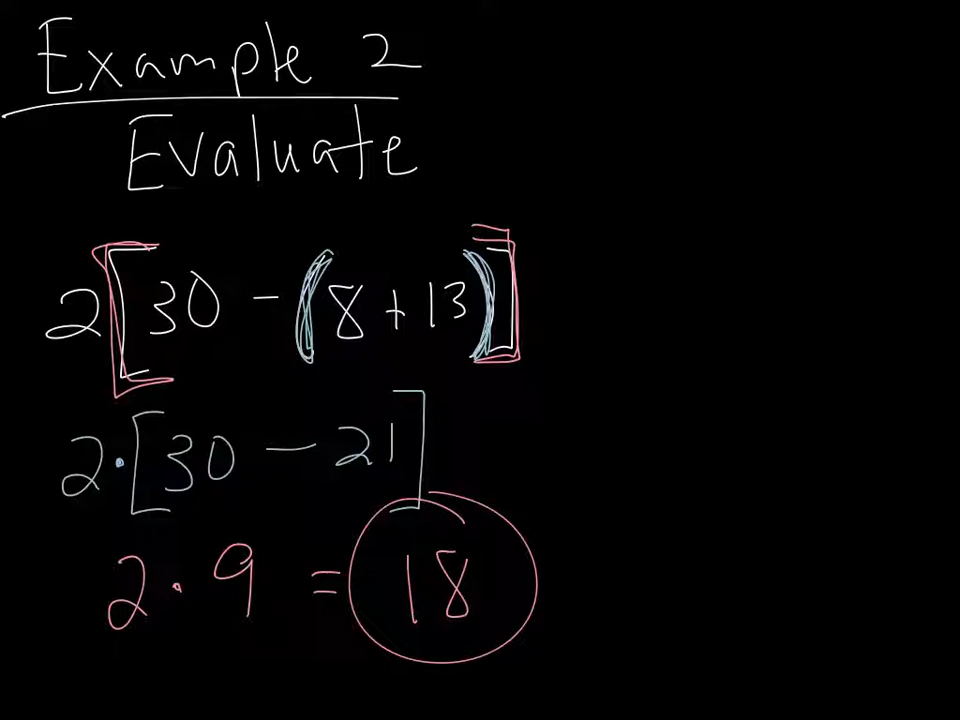 Example 2
Evaluate
2[30 - (8 + 13)]
2·[30 - 21]
2·9 = 18